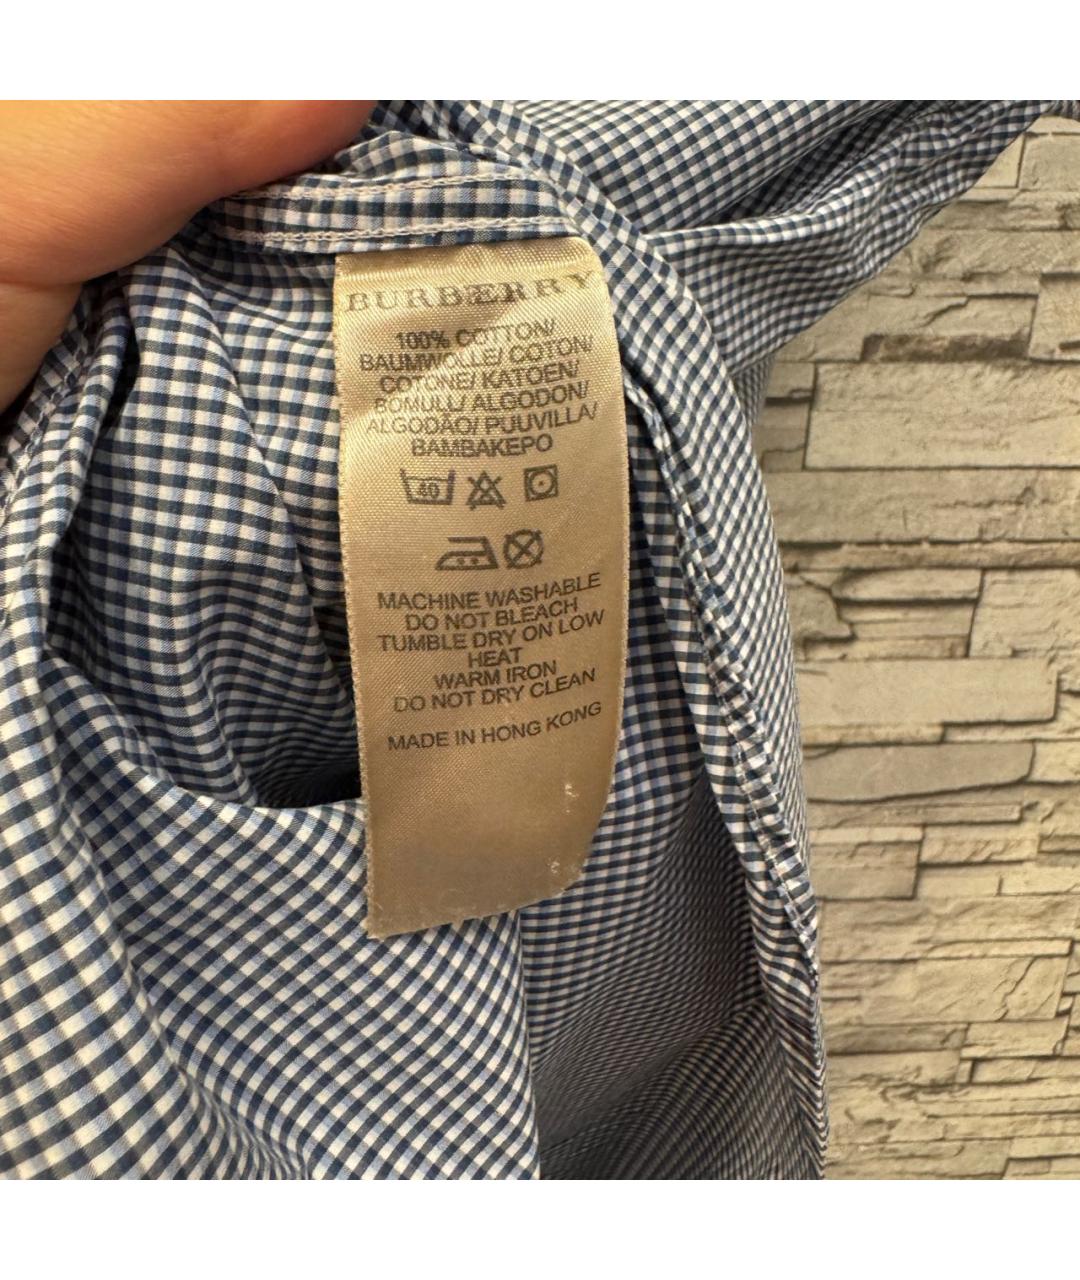 BURBERRY
100% COTTON/
BAUMWOLLE/ COTON/
COTONE/ KATOEN/
BOMULL/ ALGODON/
ALGODÃO/ PUUVILLA/
BAMBAKEPO
40
MACHINE WASHABLE
DO NOT BLEACH
TUMBLE DRY ON LOW
HEAT
WARM IRON
DO NOT DRY CLEAN
MADE IN HONG KONG